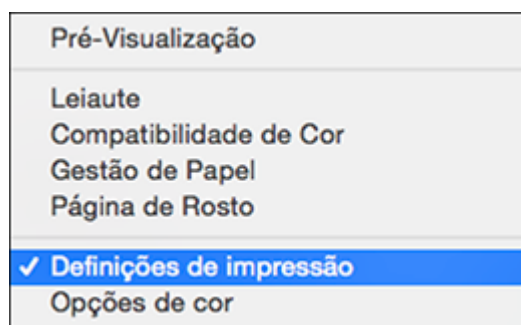 Pré-Visualização
Leiaute
Compatibilidade de Cor
Gestão de Papel
Página de Rosto
✓ Definições de impressão
Opções de cor